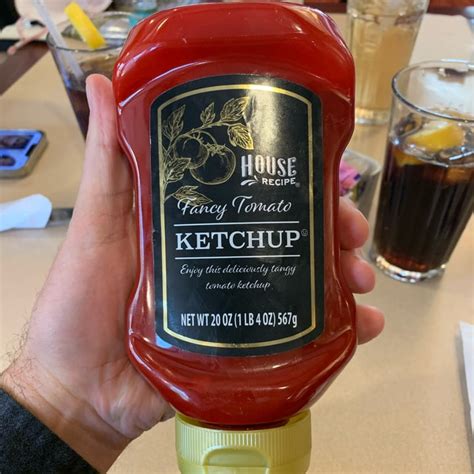 HOUSE
RECIPE®
Fancy Tomato
KETCHUP
Enjoy this deliciously tangy
tomato ketchup
NET WT 20 OZ (1 LB 4 OZ) 567g